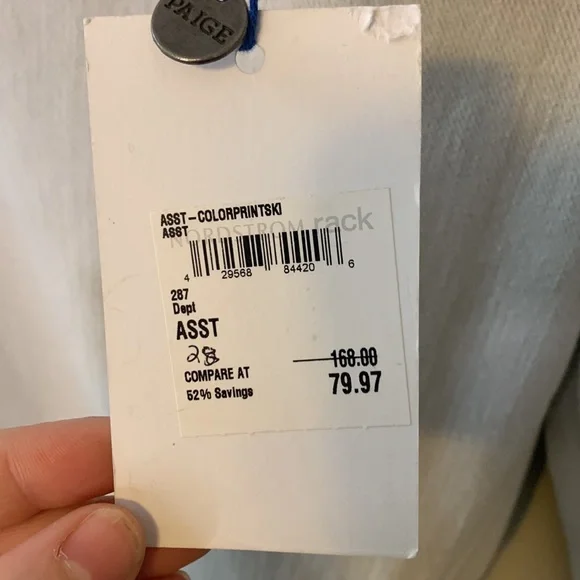 PAIGE
ASST-COLORPRINTSKI
ASST
NORDSTROM rack
4 29568 84420 6
287
Dept
ASST
28
COMPARE AT 168.00
52% Savings 79.97